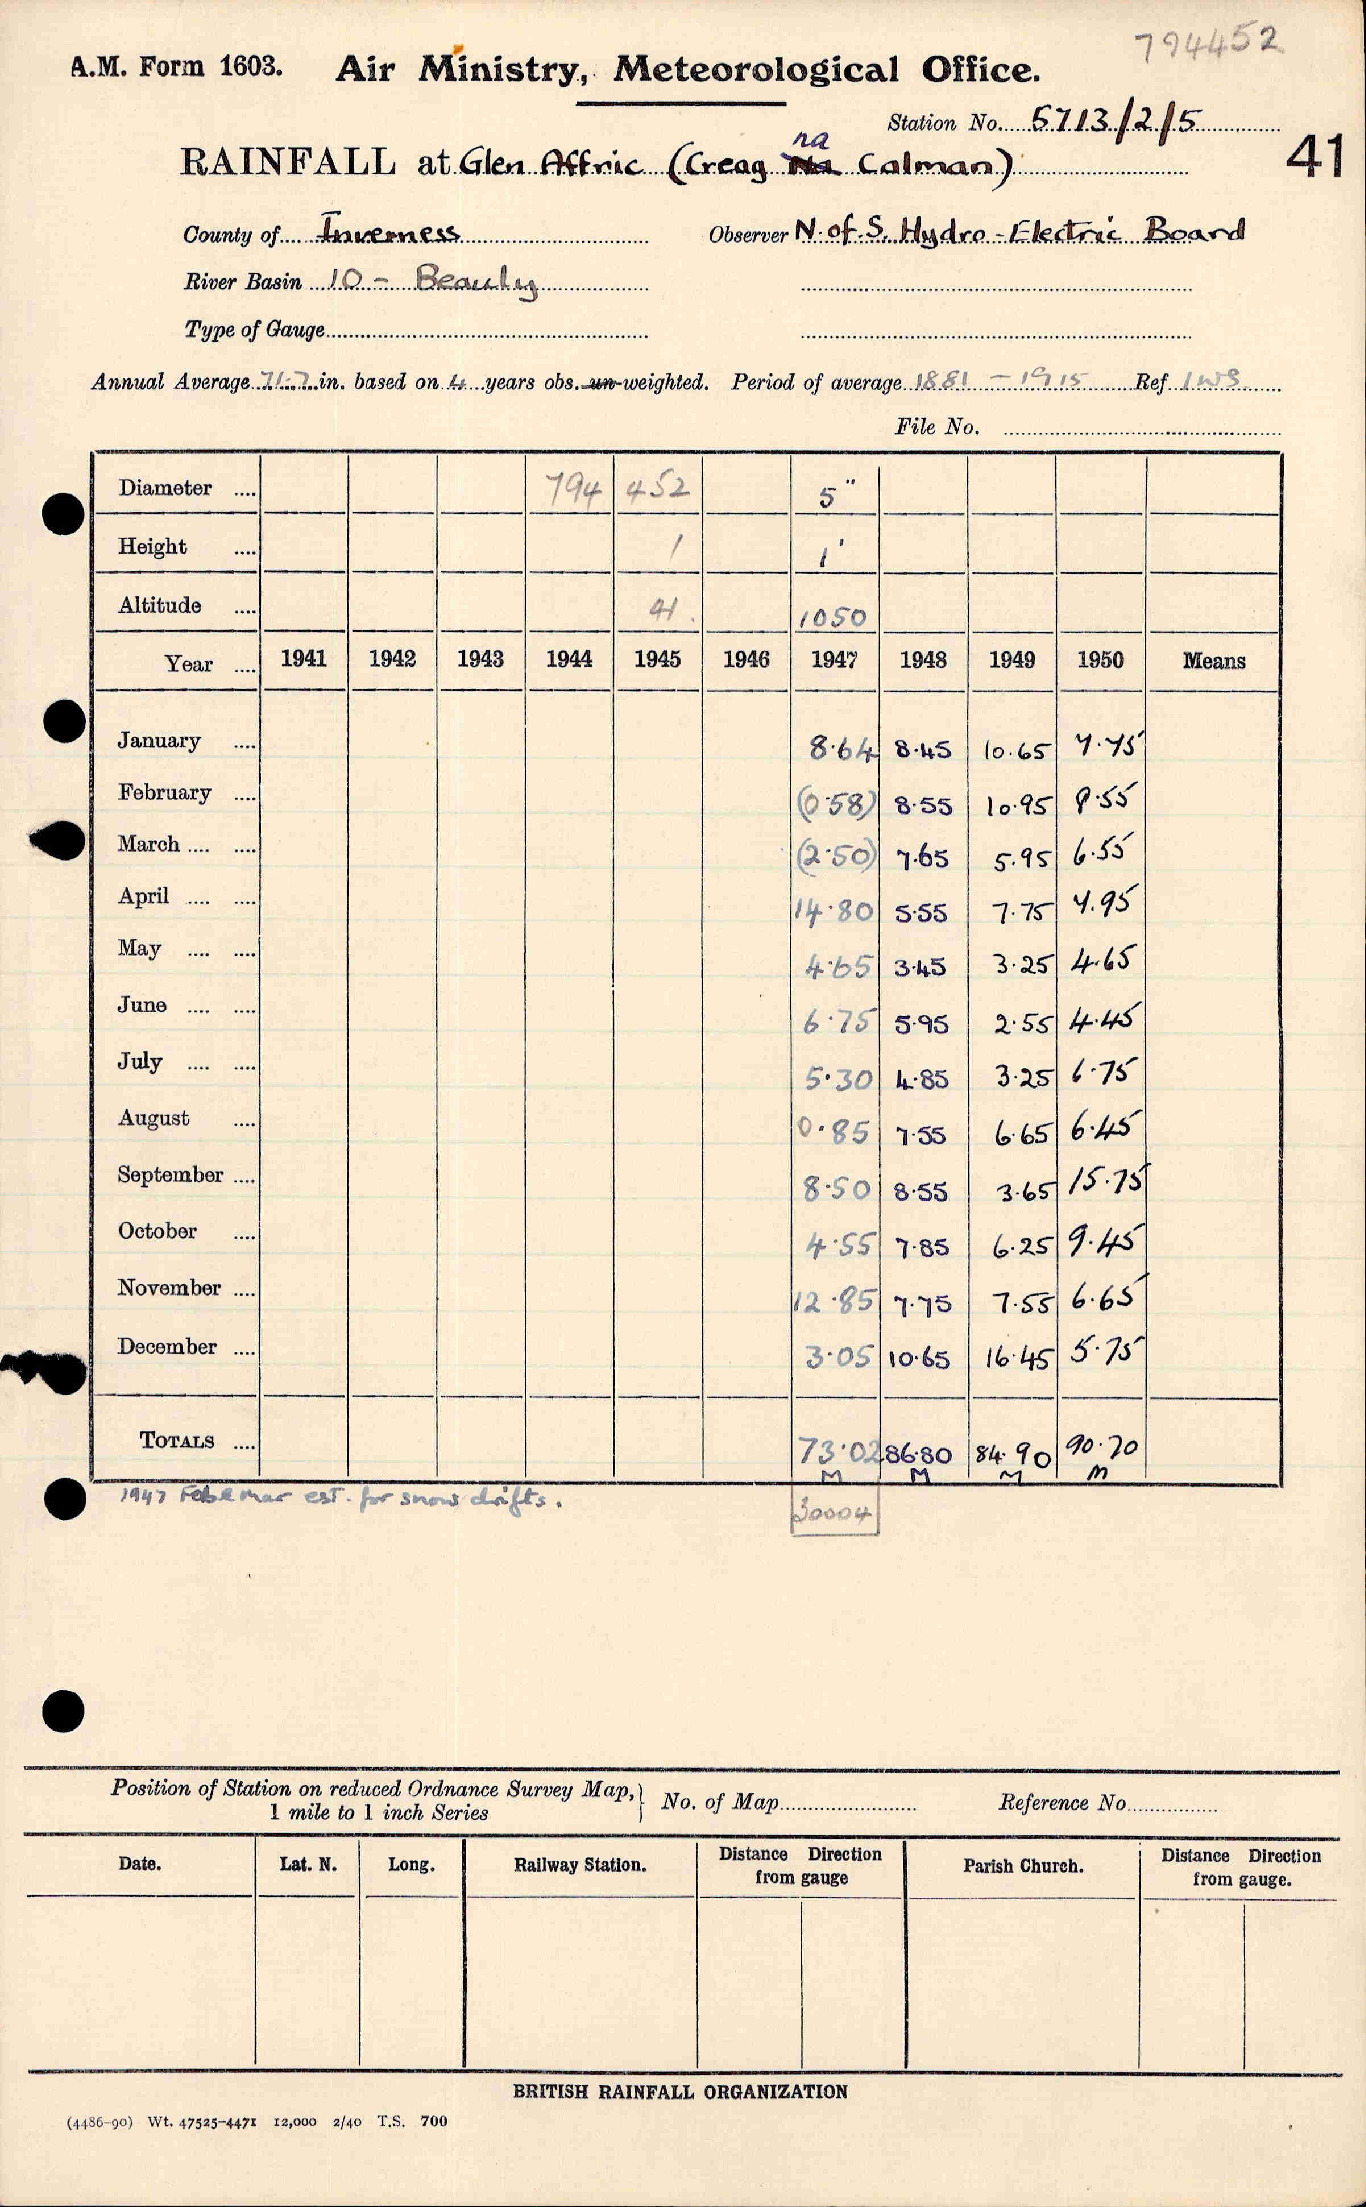 794452
A.M. Form 1603. Air Ministry, Meteorological Office.
Station No. 5713/2/5
41
RAINFALL at Glen Affric (Creag na Calman)
County of Inverness Observer N. of. S. Hydro-Electric Board
River Basin 10 - Beauly
Type of Gauge
Annual Average 71.7 in. based on 4 years obs. un-weighted. Period of average 1881 - 1915 Ref
File No.
Diameter .... 794 452 5"
Height .... 1 1'
Altitude .... 41. 1050
Year .... 1941 1942 1943 1944 1945 1946 1947 1948 1949 1950 Means
January .... 8.64 8.45 10.65 7.75
February .... (0.58) 8.55 10.95 8.55
March .... .... (2.50) 7.65 5.95 6.55
April .... .... 14.80 5.55 7.75 7.95
May .... .... 4.65 3.45 3.25 4.65
June .... .... 6.75 5.95 2.55 4.45
July .... .... 5.30 4.85 3.25 6.75
August .... 0.85 7.55 6.65 6.45
September .... 8.50 8.55 3.65 15.75
October .... 4.55 7.85 6.25 9.45
November .... 12.85 7.75 7.55 6.65
December .... 3.05 10.65 16.45 5.75
TOTALS .... 73.02 86.80 84.90 90.70
M M M M
1947 Feb & Mar est. for snow drifts.
30004
Position of Station on reduced Ordnance Survey Map, } No. of Map Reference No.
1 mile to 1 inch Series
Date. Lat. N. Long. Railway Station. Distance Direction from gauge Parish Church. Distance Direction from gauge.
BRITISH RAINFALL ORGANIZATION
(4486-90) Wt. 47525-4471 12,000 2/40 T.S. 700